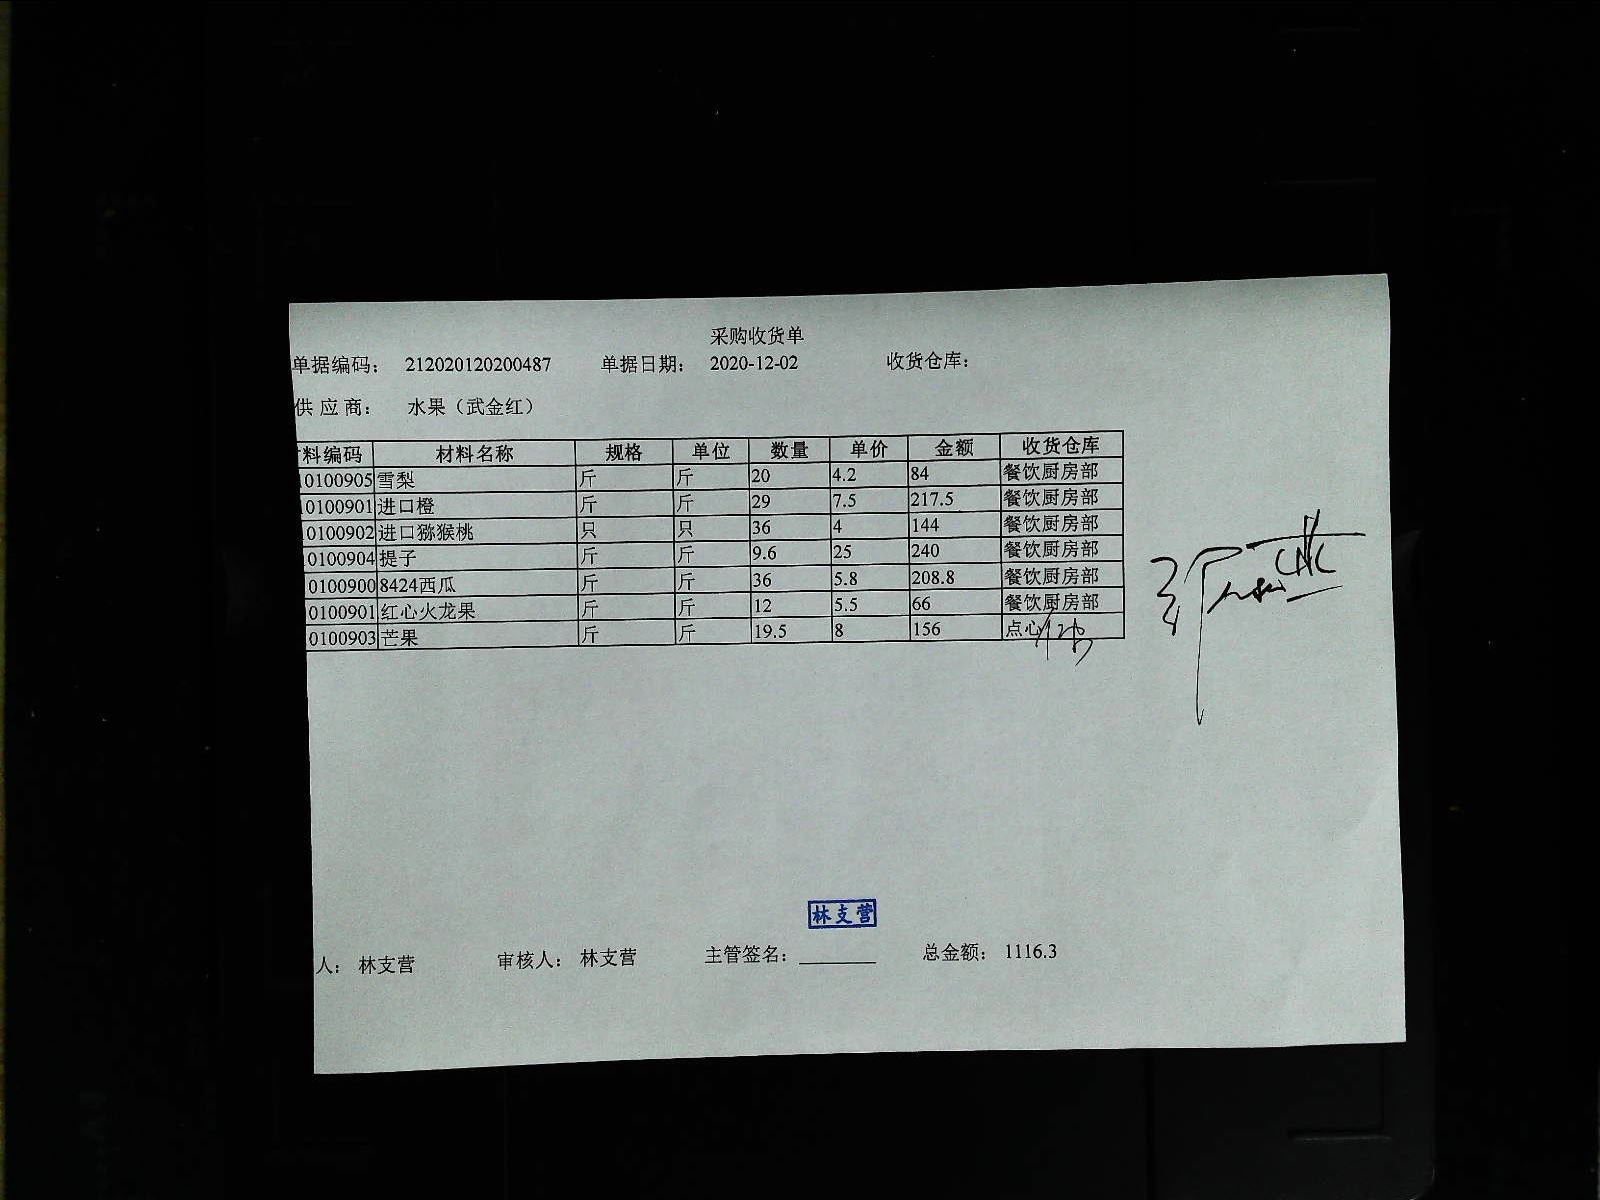 采购收货单
单据编码： 212020120200487 单据日期： 2020-12-02 收货仓库：
供 应 商： 水果（武金红）
料编码 材料名称 规格 单位 数量 单价 金额 收货仓库
0100905 雪梨 斤 斤 20 4.2 84 餐饮厨房部
0100901 进口橙 斤 斤 29 7.5 217.5 餐饮厨房部
0100902 进口猕猴桃 只 只 36 4 144 餐饮厨房部
0100904 提子 斤 斤 9.6 25 240 餐饮厨房部
0100900 8424西瓜 斤 斤 36 5.8 208.8 餐饮厨房部
0100901 红心火龙果 斤 斤 12 5.5 66 餐饮厨房部
0100903 芒果 斤 斤 19.5 8 156 点心
林支营
人： 林支营 审核人： 林支营 主管签名： 总金额： 1116.3